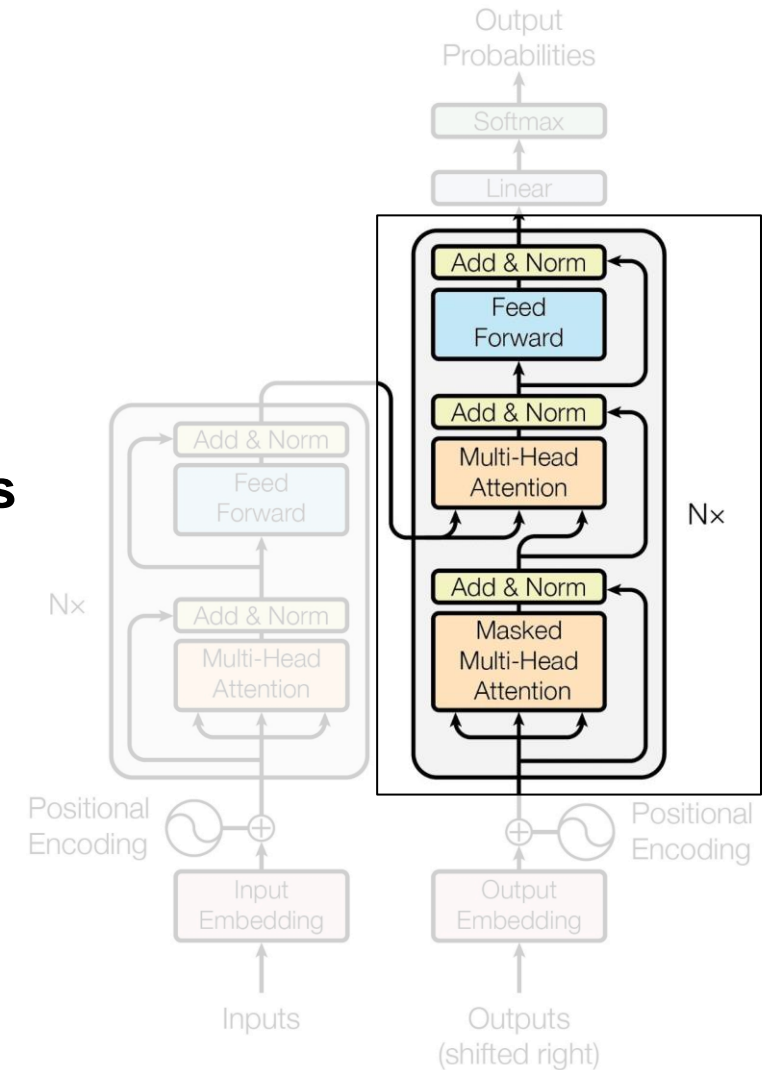 Output
Probabilities
Softmax
Linear
Add & Norm
Feed
Forward
Add & Norm
Multi-Head
Attention
Nx
Add & Norm
Masked
Multi-Head
Attention
Positional
Encoding
Output
Embedding
Outputs
(shifted right)
s
Add & Norm
Feed
Forward
Nx
Add & Norm
Multi-Head
Attention
Positional
Encoding
Input
Embedding
Inputs